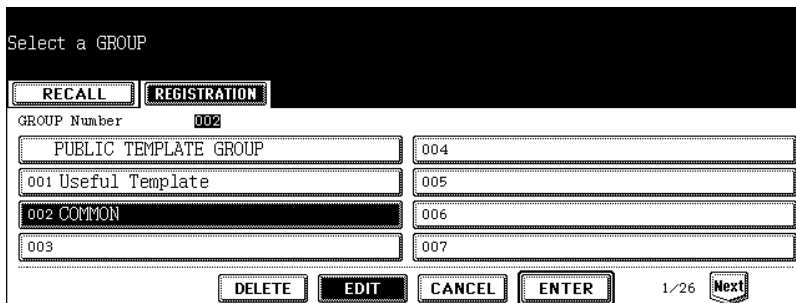 Select a GROUP
RECALL REGISTRATION
GROUP Number 002
PUBLIC TEMPLATE GROUP 004
001 Useful Template 005
002 COMMON 006
003 007
DELETE EDIT CANCEL ENTER 1/26 Next